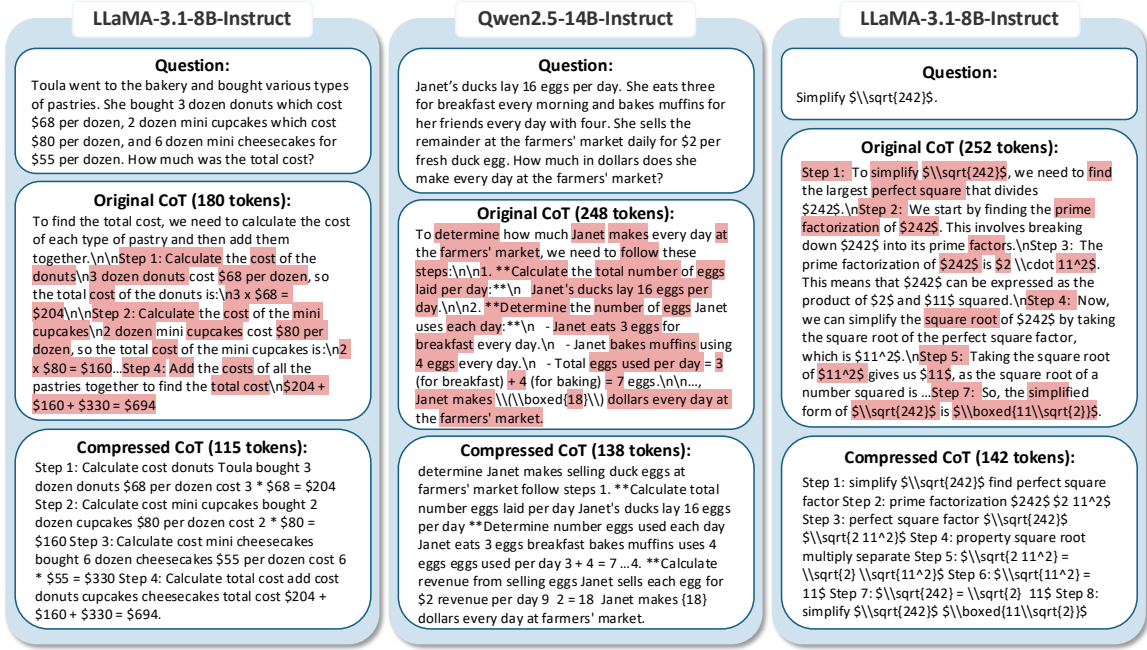 LLaMA-3.1-8B-Instruct
Question:
Toula went to the bakery and bought various types
of pastries. She bought 3 dozen donuts which cost
$68 per dozen, 2 dozen mini cupcakes which cost
$80 per dozen, and 6 dozen mini cheesecakes for
$55 per dozen. How much was the total cost?
Original CoT (180 tokens):
To find the total cost, we need to calculate the cost
of each type of pastry and then add them
together.\n\nStep 1: Calculate the cost of the
donuts\n3 dozen donuts cost $68 per dozen, so
the total cost of the donuts is:\n3 x $68 =
$204\n\nStep 2: Calculate the cost of the mini
cupcakes\n2 dozen mini cupcakes cost $80 per
dozen, so the total cost of the mini cupcakes is:\n2
x $80 = $160…Step 4: Add the costs of all the
pastries together to find the total cost\n$204 +
$160 + $330 = $694
Compressed CoT (115 tokens):
Step 1: Calculate cost donuts Toula bought 3
dozen donuts $68 per dozen cost 3 * $68 = $204
Step 2: Calculate cost mini cupcakes bought 2
dozen cupcakes $80 per dozen cost 2 * $80 =
$160 Step 3: Calculate cost mini cheesecakes
bought 6 dozen cheesecakes $55 per dozen cost 6
* $55 = $330 Step 4: Calculate total cost add cost
donuts cupcakes cheesecakes total cost $204 +
$160 + $330 = $694.
Qwen2.5-14B-Instruct
Question:
Janet’s ducks lay 16 eggs per day. She eats three
for breakfast every morning and bakes muffins for
her friends every day with four. She sells the
remainder at the farmers' market daily for $2 per
fresh duck egg. How much in dollars does she
make every day at the farmers' market?
Original CoT (248 tokens):
To determine how much Janet makes every day at
the farmers' market, we need to follow these
steps:\n\n1. **Calculate the total number of eggs
laid per day:**\n   Janet's ducks lay 16 eggs per
day.\n\n2. **Determine the number of eggs Janet
uses each day:**\n   - Janet eats 3 eggs for
breakfast every day.\n   - Janet bakes muffins using
4 eggs every day.\n   - Total eggs used per day = 3
(for breakfast) + 4 (for baking) = 7 eggs.\n\n…,
Janet makes \\(\\boxed{18}\\) dollars every day at
the farmers' market.
Compressed CoT (138 tokens):
determine Janet makes selling duck eggs at
farmers' market follow steps 1. **Calculate total
number eggs laid per day Janet's ducks lay 16 eggs
per day **Determine number eggs used each day
Janet eats 3 eggs breakfast bakes muffins uses 4
eggs eggs used per day 3 + 4 = 7 …4. **Calculate
revenue from selling eggs Janet sells each egg for
$2 revenue per day 9  2 = 18  Janet makes {18}
dollars every day at farmers' market.
LLaMA-3.1-8B-Instruct
Question:
Simplify $\\sqrt{242}$.
Original CoT (252 tokens):
Step 1:  To simplify $\\sqrt{242}$, we need to find
the largest perfect square that divides
$242$.\nStep 2:  We start by finding the prime
factorization of $242$. This involves breaking
down $242$ into its prime factors.\nStep 3:  The
prime factorization of $242$ is $2 \\cdot 11^2$.
This means that $242$ can be expressed as the
product of $2$ and $11$ squared.\nStep 4:  Now,
we can simplify the square root of $242$ by taking
the square root of the perfect square factor,
which is $11^2$.\nStep 5:  Taking the square root
of $11^2$ gives us $11$, as the square root of a
number squared is …Step 7:  So, the simplified
form of $\\sqrt{242}$ is $\\boxed{11\\sqrt{2}}$.
Compressed CoT (142 tokens):
Step 1: simplify $\\sqrt{242}$ find perfect square
factor Step 2: prime factorization $242$ $2 11^2$
Step 3: perfect square factor $\\sqrt{242}$
$\\sqrt{2 11^2}$ Step 4: property square root
multiply separate Step 5: $\\sqrt{2 11^2} =
\\sqrt{2} \\sqrt{11^2}$ Step 6: $\\sqrt{11^2} =
11$ Step 7: $\\sqrt{242} = \\sqrt{2}  11$ Step 8:
simplify $\\sqrt{242}$ $\\boxed{11\\sqrt{2}}$